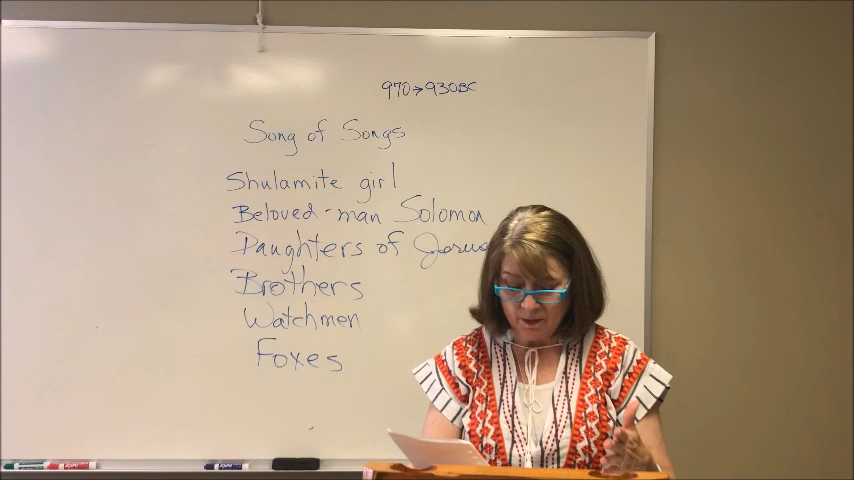 970→930BC
Song of Songs
Shulamite girl
Beloved-man Solomon
Daughters of
Brothers
Watchmen
Foxes